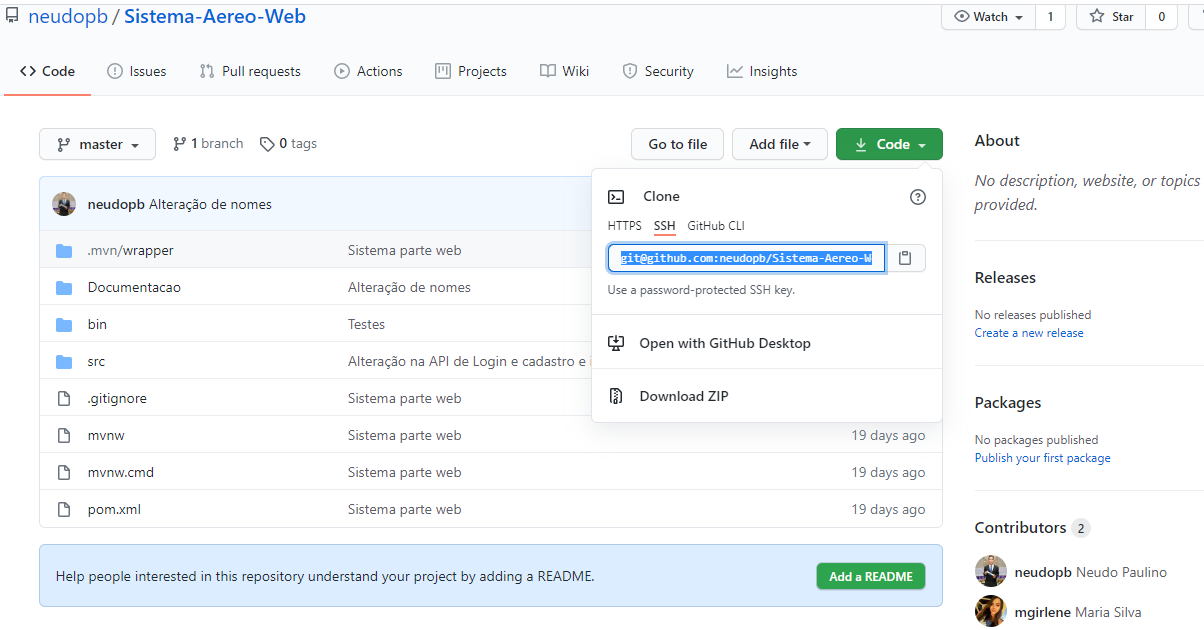 neudopb / Sistema-Aereo-Web
Watch 1 Star 0
Code Issues Pull requests Actions Projects Wiki Security Insights
master 1 branch 0 tags Go to file Add file Code
neudopb Alteração de nomes
.mvn/wrapper Sistema parte web
Documentacao Alteração de nomes
bin Testes
src Alteração na API de Login e cadastro e
.gitignore Sistema parte web
mvnw Sistema parte web 19 days ago
mvnw.cmd Sistema parte web 19 days ago
pom.xml Sistema parte web 19 days ago
Clone
HTTPS SSH GitHub CLI
git@github.com:neudopb/Sistema-Aereo-W
Use a password-protected SSH key.
Open with GitHub Desktop
Download ZIP
Help people interested in this repository understand your project by adding a README.
Add a README
About
No description, website, or topics
provided.
Releases
No releases published
Create a new release
Packages
No packages published
Publish your first package
Contributors 2
neudopb Neudo Paulino
mgirlene Maria Silva